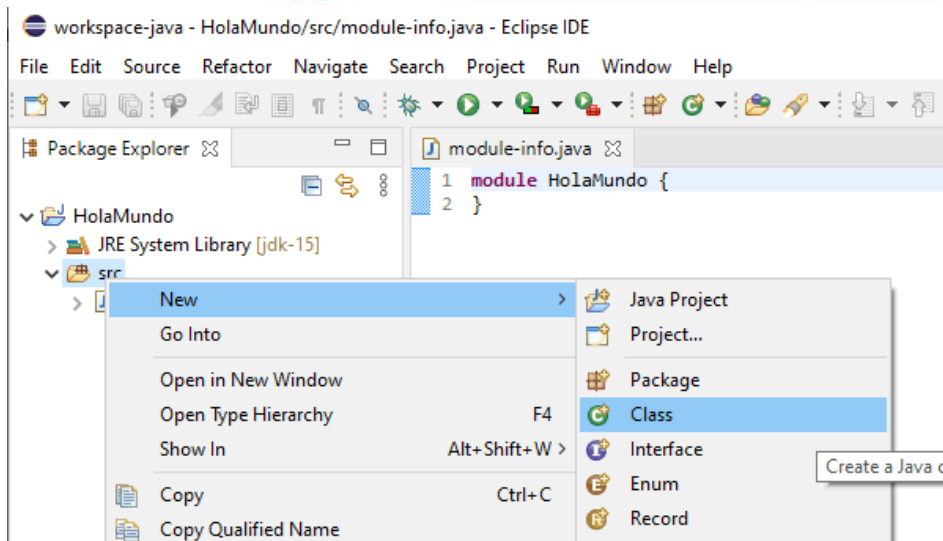 workspace-java - HolaMundo/src/module-info.java - Eclipse IDE
File Edit Source Refactor Navigate Search Project Run Window Help
Package Explorer
module-info.java
1 module HolaMundo {
2 }
HolaMundo
JRE System Library [jdk-15]
src
New
Go Into
Open in New Window
Open Type Hierarchy F4
Show In Alt+Shift+W >
Copy Ctrl+C
Copy Qualified Name
Java Project
Project...
Package
Class
Interface
Enum
Record
Create a Java